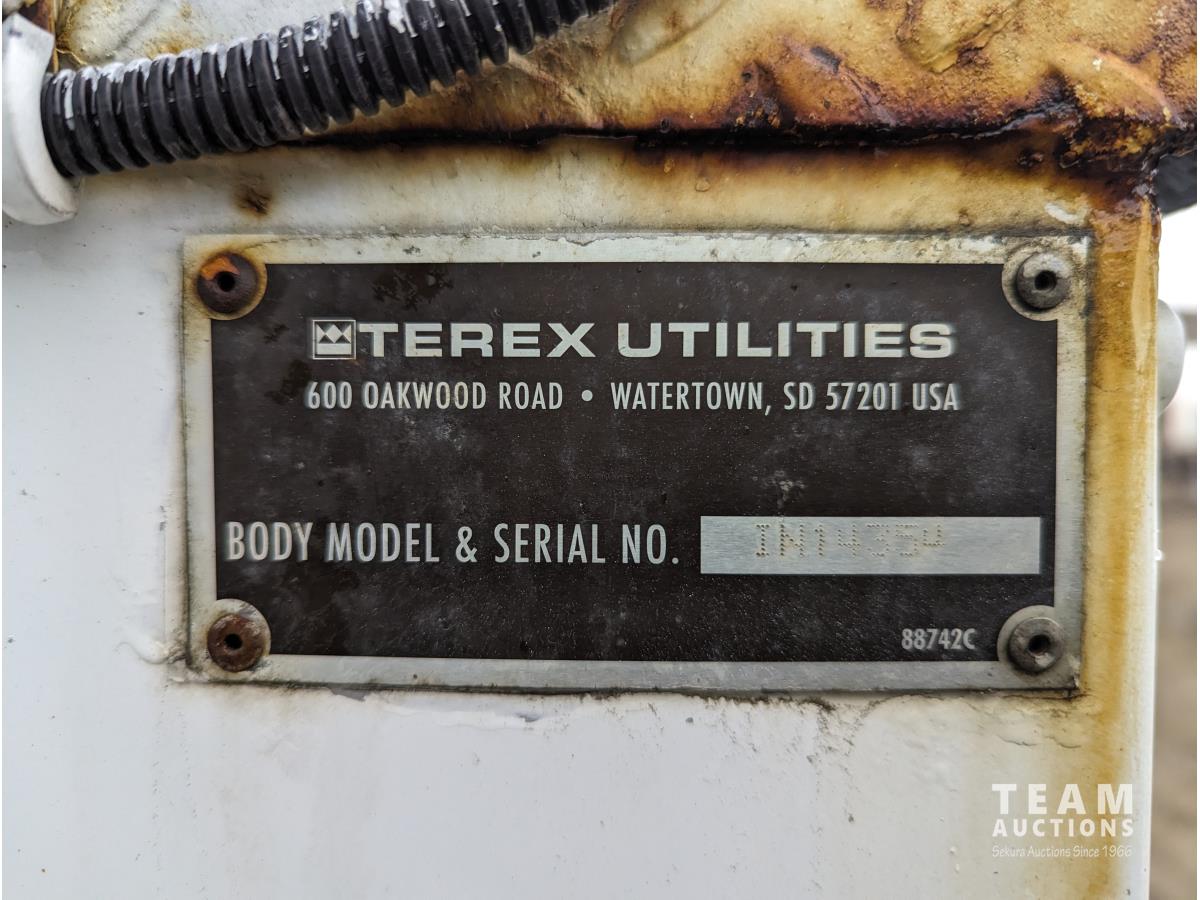 TEREX UTILITIES
600 OAKWOOD ROAD • WATERTOWN, SD 57201 USA
BODY MODEL & SERIAL NO. IN14354
88742C
TEAM
AUCTIONS
Sekura Auctions Since 1966